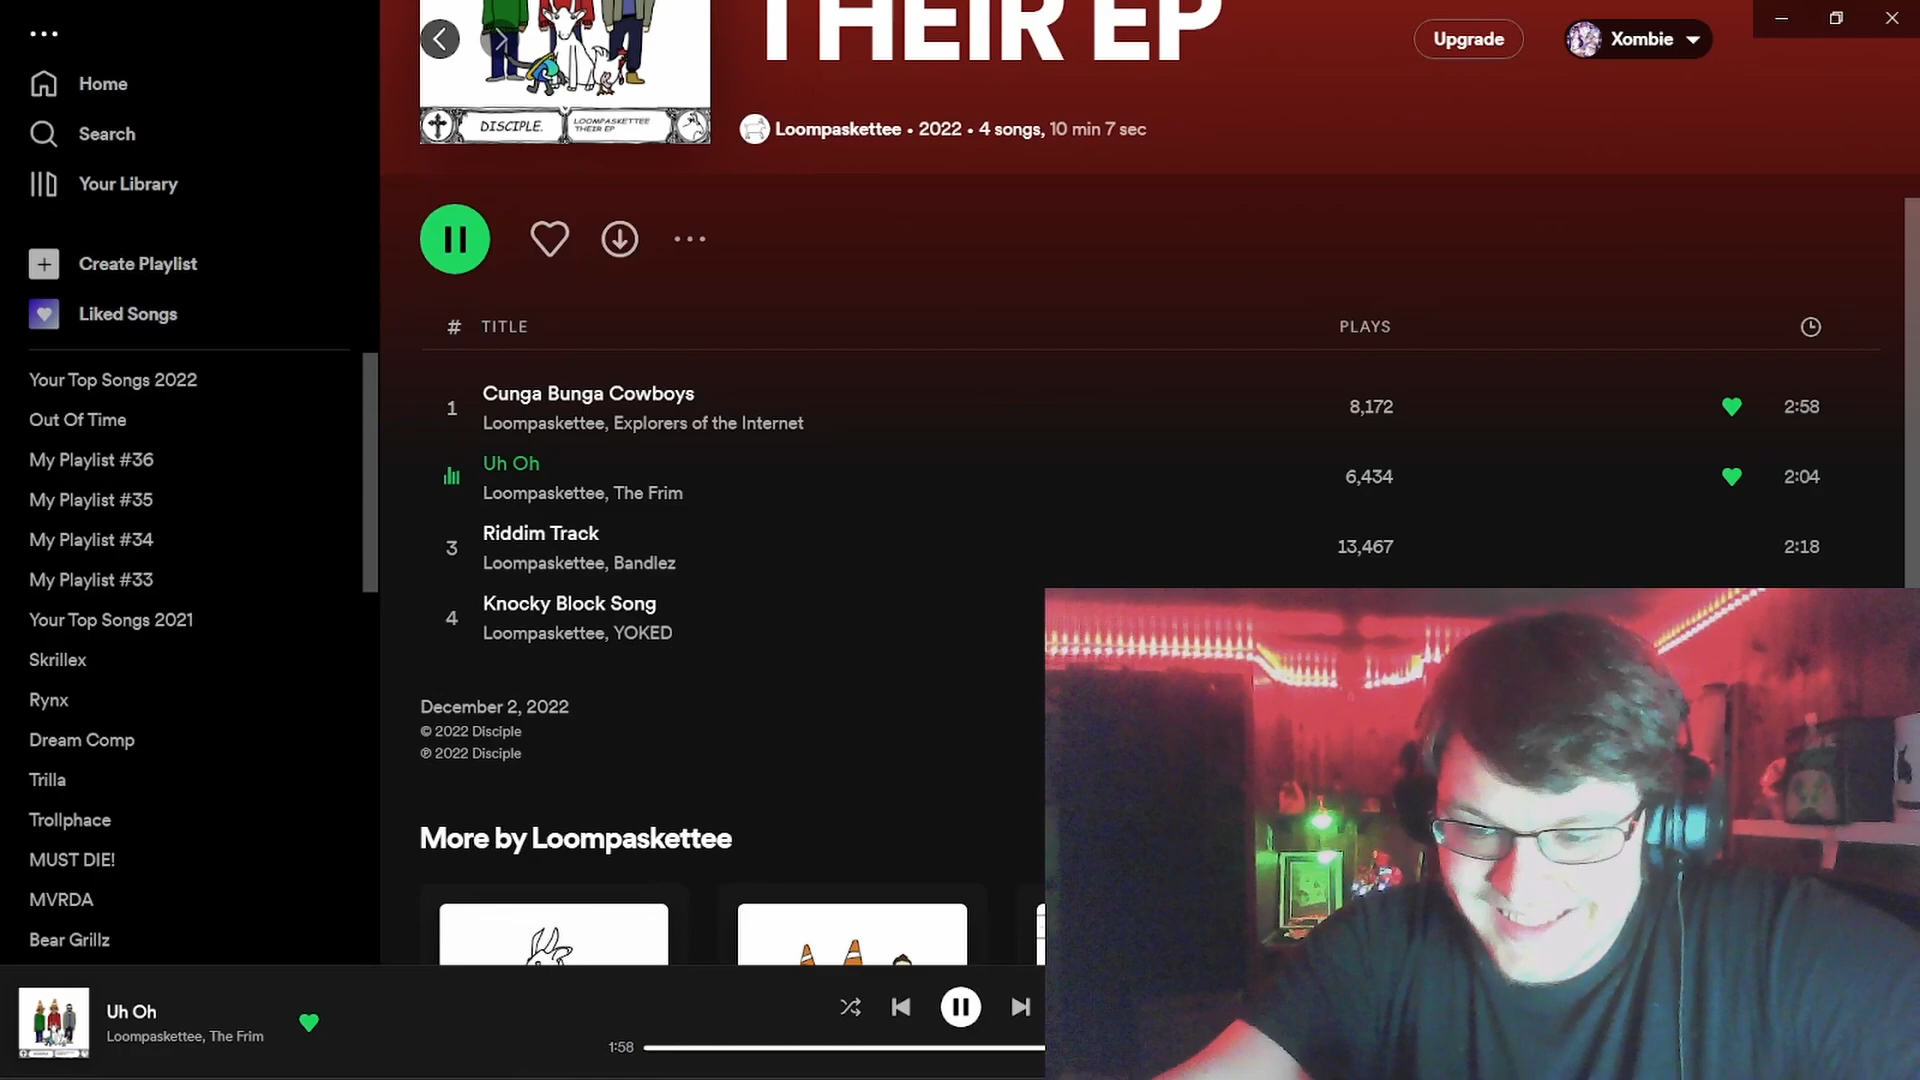 Home
Search
Your Library
Create Playlist
Liked Songs
Your Top Songs 2022
Out Of Time
My Playlist #36
My Playlist #35
My Playlist #34
My Playlist #33
Your Top Songs 2021
Skrillex
Rynx
Dream Comp
Trilla
Trollphace
MUST DIE!
MVRDA
Bear Grillz
THEIR EP
Upgrade
Xombie
DISCIPLE.
LOOMPASKETTEE
THEIR EP
Loompaskettee • 2022 • 4 songs, 10 min 7 sec
# TITLE PLAYS
1 Cunga Bunga Cowboys 8,172 2:58
Loompaskettee, Explorers of the Internet
Uh Oh 6,434 2:04
Loompaskettee, The Frim
3 Riddim Track 13,467 2:18
Loompaskettee, Bandlez
4 Knocky Block Song
Loompaskettee, YOKED
December 2, 2022
© 2022 Disciple
℗ 2022 Disciple
More by Loompaskettee
Uh Oh
Loompaskettee, The Frim
1:58